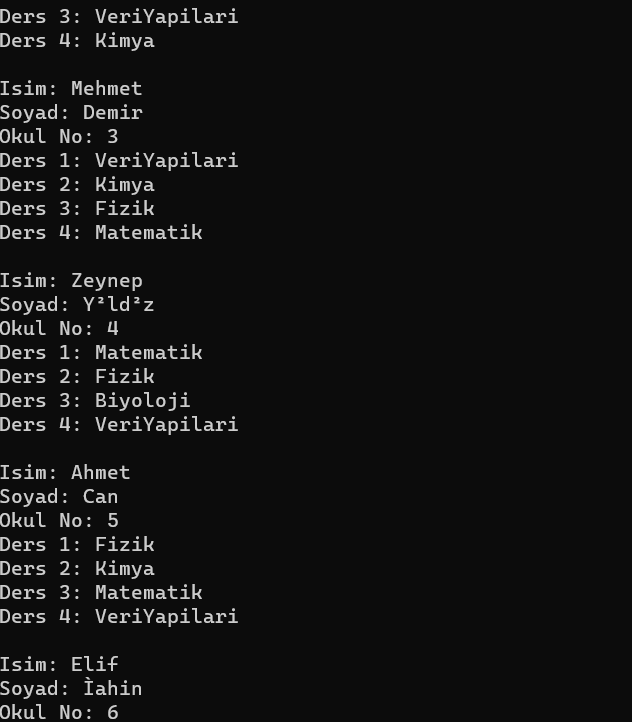 Ders 3: VeriYapilari
Ders 4: Kimya
Isim: Mehmet
Soyad: Demir
Okul No: 3
Ders 1: VeriYapilari
Ders 2: Kimya
Ders 3: Fizik
Ders 4: Matematik
Isim: Zeynep
Soyad: Y²ld²z
Okul No: 4
Ders 1: Matematik
Ders 2: Fizik
Ders 3: Biyoloji
Ders 4: VeriYapilari
Isim: Ahmet
Soyad: Can
Okul No: 5
Ders 1: Fizik
Ders 2: Kimya
Ders 3: Matematik
Ders 4: VeriYapilari
Isim: Elif
Soyad: Ìahin
Okul No: 6